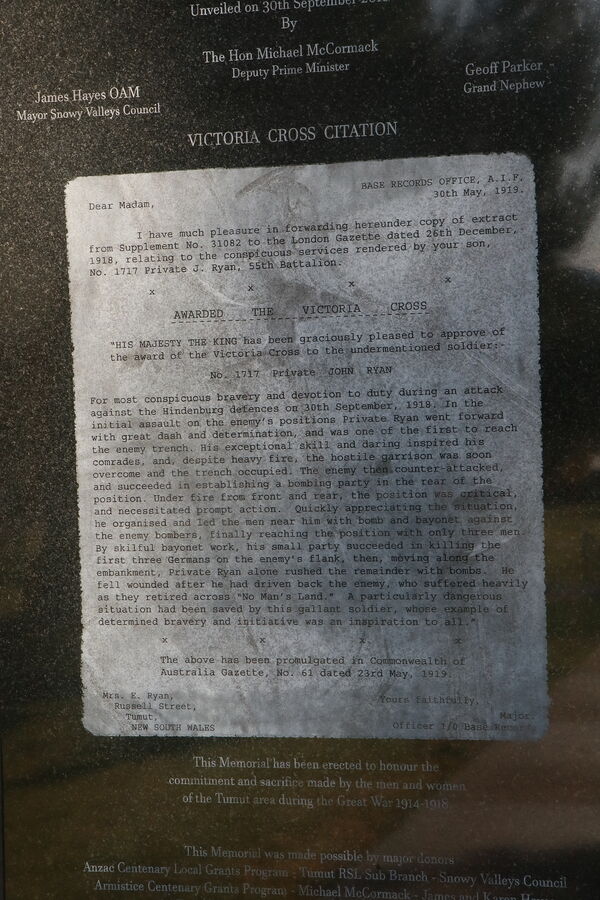 Unveiled on 30th September
By
The Hon Michael McCormack
Deputy Prime Minister
James Hayes OAM
Mayor Snowy Valleys Council
Geoff Parker
Grand Nephew
VICTORIA CROSS CITATION
BASE RECORDS OFFICE, A.I.F.
30th May, 1919.
Dear Madam,
I have much pleasure in forwarding hereunder copy of extract
from Supplement No. 31082 to the London Gazette dated 26th December,
1918, relating to the conspicuous services rendered by your son,
No. 1717 Private J. Ryan, 55th Battalion.
x x x x
AWARDED THE VICTORIA CROSS
"HIS MAJESTY THE KING has been graciously pleased to approve of
the award of the Victoria Cross to the undermentioned soldier:-
No. 1717 Private JOHN RYAN
For most conspicuous bravery and devotion to duty during an attack
against the Hindenburg defences on 30th September, 1918. In the
initial assault on the enemy's positions Private Ryan went forward
with great dash and determination, and was one of the first to reach
the enemy trench. His exceptional skill and daring inspired his
comrades, and, despite heavy fire, the hostile garrison was soon
overcome and the trench occupied. The enemy then counter-attacked,
and succeeded in establishing a bombing party in the rear of the
position. Under fire from front and rear, the position was critical,
and necessitated prompt action. Quickly appreciating the situation,
he organised and led the men near him with bomb and bayonet against
the enemy bombers, finally reaching the position with only three men.
By skilful bayonet work, his small party succeeded in killing the
first three Germans on the enemy's flank, then, moving along the
embankment, Private Ryan alone rushed the remainder with bombs. He
fell wounded after he had driven back the enemy, who suffered heavily
as they retired across "No Man's Land." A particularly dangerous
situation had been saved by this gallant soldier, whose example of
determined bravery and initiative was an inspiration to all."
x x x x
The above has been promulgated in Commonwealth of
Australia Gazette, No. 61 dated 23rd May, 1919.
Mrs. E. Ryan,
Russell Street,
Tumut,
NEW SOUTH WALES
Yours faithfully,
Major.
Officer I/C Base Records
This Memorial has been erected to honour the
commitment and sacrifice made by the men and women
of the Tumut area during the Great War 1914-1918
This Memorial was made possible by major donors
Anzac Centenary Local Grants Program - Tumut RSL Sub Branch - Snowy Valleys Council
Armistice Centenary Grants Program - Michael McCormack - James and Karen